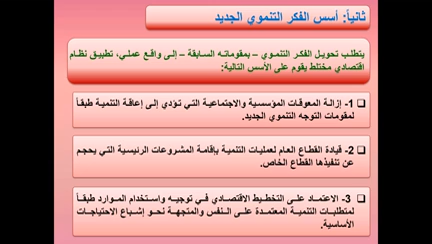 ثانياً: أسس الفكر التنموي الجديد
يتطلب تحويل الفكر التنموي – بمقوماته السابقة – إلى واقع عملي، تطبيق نظام
اقتصادي مختلط يقوم على الأسس التالية:
❑ 1- إزالة المعوقات المؤسسية والاجتماعية التي تؤدي إلى إعاقة التنمية طبقاً
لمقومات التوجه التنموي الجديد.
❑ 2- قيادة القطاع العام لعمليات التنمية بإقامة المشروعات الرئيسية التي يحجم
عن تنفيذها القطاع الخاص.
❑ 3- الاعتماد على التخطيط الاقتصادي في توجيه واستخدام الموارد طبقاً
لمتطلبات التنمية المعتمدة على النفس والمتجهة نحو إشباع الاحتياجات
الأساسية.